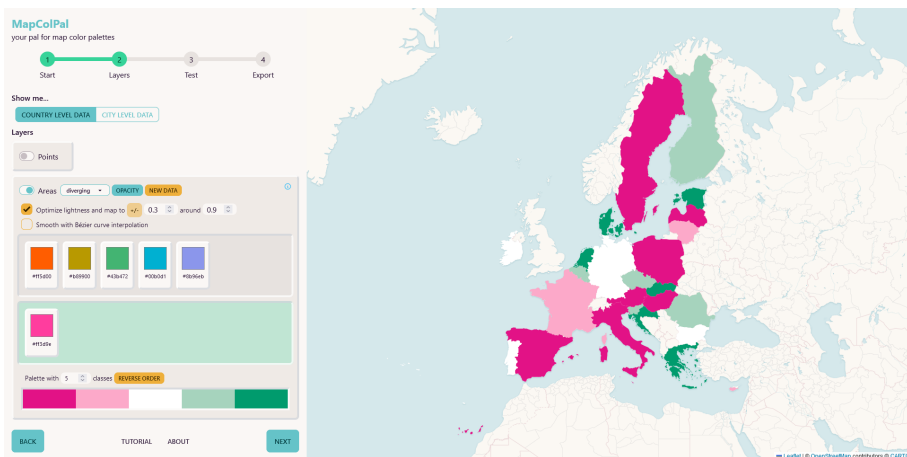 MapColPal
your pal for map color palettes
1 2 3 4
Start Layers Test Export
Show me...
COUNTRY LEVEL DATA CITY LEVEL DATA
Layers
Points
Areas diverging OPACITY NEW DATA
Optimize lightness and map to +/- 0.3 around 0.9
Smooth with Bézier curve interpolation
#ff5d00 #b89900 #43b472 #00b0d1 #8b96eb
#ff3d9e
Palette with 5 classes REVERSE ORDER
BACK TUTORIAL ABOUT NEXT
Leaflet | © OpenStreetMap contributors © CARTO